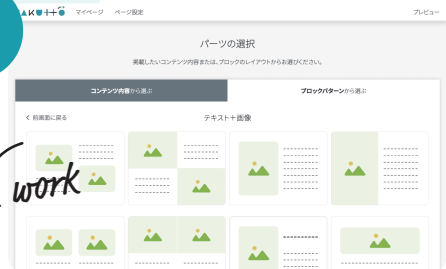 マイページ ページ設定 プレビュー
パーツの選択
掲載したいコンテンツ内容または、ブロックのレイアウトからお選びください。
コンテンツ内容から選ぶ ブロックパターンから選ぶ
前画面に戻る テキスト＋画像
work